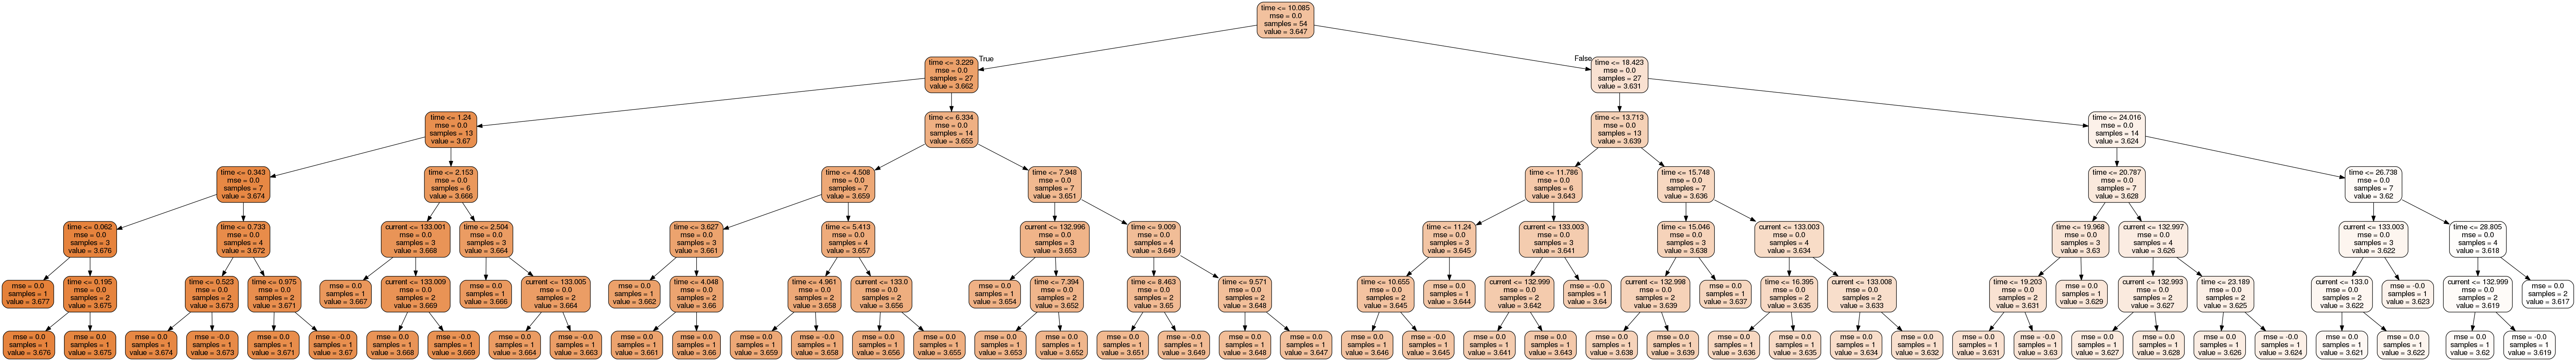 time <= 10.085
mse = 0.0
samples = 54
value = 3.647
True
False
time <= 3.229
mse = 0.0
samples = 27
value = 3.662
time <= 18.423
mse = 0.0
samples = 27
value = 3.631
time <= 1.24
mse = 0.0
samples = 13
value = 3.67
time <= 6.334
mse = 0.0
samples = 14
value = 3.655
time <= 13.713
mse = 0.0
samples = 13
value = 3.639
time <= 24.016
mse = 0.0
samples = 14
value = 3.624
time <= 0.343
mse = 0.0
samples = 7
value = 3.674
time <= 2.153
mse = 0.0
samples = 6
value = 3.666
time <= 4.508
mse = 0.0
samples = 7
value = 3.659
time <= 7.948
mse = 0.0
samples = 7
value = 3.651
time <= 11.786
mse = 0.0
samples = 6
value = 3.643
time <= 15.748
mse = 0.0
samples = 7
value = 3.636
time <= 20.787
mse = 0.0
samples = 7
value = 3.628
time <= 26.738
mse = 0.0
samples = 7
value = 3.62
time <= 0.062
mse = 0.0
samples = 3
value = 3.676
time <= 0.733
mse = 0.0
samples = 4
value = 3.672
current <= 133.001
mse = 0.0
samples = 3
value = 3.668
time <= 2.504
mse = 0.0
samples = 3
value = 3.664
time <= 3.627
mse = 0.0
samples = 3
value = 3.661
time <= 5.413
mse = 0.0
samples = 4
value = 3.657
current <= 132.996
mse = 0.0
samples = 3
value = 3.653
time <= 9.009
mse = 0.0
samples = 4
value = 3.649
time <= 11.24
mse = 0.0
samples = 3
value = 3.645
current <= 133.003
mse = 0.0
samples = 3
value = 3.641
time <= 15.046
mse = 0.0
samples = 3
value = 3.638
current <= 133.003
mse = 0.0
samples = 4
value = 3.634
time <= 19.968
mse = 0.0
samples = 3
value = 3.63
current <= 132.997
mse = 0.0
samples = 4
value = 3.626
current <= 133.003
mse = 0.0
samples = 3
value = 3.622
time <= 28.805
mse = 0.0
samples = 4
value = 3.618
mse = 0.0
samples = 1
value = 3.677
time <= 0.195
mse = 0.0
samples = 2
value = 3.675
time <= 0.523
mse = 0.0
samples = 2
value = 3.673
time <= 0.975
mse = 0.0
samples = 2
value = 3.671
mse = 0.0
samples = 1
value = 3.667
current <= 133.009
mse = 0.0
samples = 2
value = 3.669
mse = 0.0
samples = 1
value = 3.666
current <= 133.005
mse = 0.0
samples = 2
value = 3.664
mse = 0.0
samples = 1
value = 3.662
time <= 4.048
mse = 0.0
samples = 2
value = 3.66
time <= 4.961
mse = 0.0
samples = 2
value = 3.658
current <= 133.0
mse = 0.0
samples = 2
value = 3.656
mse = 0.0
samples = 1
value = 3.654
time <= 7.394
mse = 0.0
samples = 2
value = 3.652
time <= 8.463
mse = 0.0
samples = 2
value = 3.65
time <= 9.571
mse = 0.0
samples = 2
value = 3.648
time <= 10.655
mse = 0.0
samples = 2
value = 3.645
mse = 0.0
samples = 1
value = 3.644
current <= 132.999
mse = 0.0
samples = 2
value = 3.642
mse = -0.0
samples = 1
value = 3.64
current <= 132.998
mse = 0.0
samples = 2
value = 3.639
mse = 0.0
samples = 1
value = 3.637
time <= 16.395
mse = 0.0
samples = 2
value = 3.635
current <= 133.008
mse = 0.0
samples = 2
value = 3.633
time <= 19.203
mse = 0.0
samples = 2
value = 3.631
mse = 0.0
samples = 1
value = 3.629
current <= 132.993
mse = 0.0
samples = 2
value = 3.627
time <= 23.189
mse = 0.0
samples = 2
value = 3.625
current <= 133.0
mse = 0.0
samples = 2
value = 3.622
mse = -0.0
samples = 1
value = 3.623
current <= 132.999
mse = 0.0
samples = 2
value = 3.619
mse = 0.0
samples = 2
value = 3.617
mse = 0.0
samples = 1
value = 3.676
mse = 0.0
samples = 1
value = 3.675
mse = 0.0
samples = 1
value = 3.674
mse = -0.0
samples = 1
value = 3.673
mse = 0.0
samples = 1
value = 3.671
mse = -0.0
samples = 1
value = 3.67
mse = 0.0
samples = 1
value = 3.668
mse = -0.0
samples = 1
value = 3.669
mse = 0.0
samples = 1
value = 3.664
mse = -0.0
samples = 1
value = 3.663
mse = 0.0
samples = 1
value = 3.661
mse = 0.0
samples = 1
value = 3.66
mse = 0.0
samples = 1
value = 3.659
mse = -0.0
samples = 1
value = 3.658
mse = 0.0
samples = 1
value = 3.656
mse = 0.0
samples = 1
value = 3.655
mse = 0.0
samples = 1
value = 3.653
mse = 0.0
samples = 1
value = 3.652
mse = 0.0
samples = 1
value = 3.651
mse = -0.0
samples = 1
value = 3.649
mse = 0.0
samples = 1
value = 3.648
mse = 0.0
samples = 1
value = 3.647
mse = 0.0
samples = 1
value = 3.646
mse = -0.0
samples = 1
value = 3.645
mse = 0.0
samples = 1
value = 3.641
mse = 0.0
samples = 1
value = 3.643
mse = 0.0
samples = 1
value = 3.638
mse = -0.0
samples = 1
value = 3.639
mse = 0.0
samples = 1
value = 3.636
mse = 0.0
samples = 1
value = 3.635
mse = 0.0
samples = 1
value = 3.634
mse = 0.0
samples = 1
value = 3.632
mse = 0.0
samples = 1
value = 3.631
mse = -0.0
samples = 1
value = 3.63
mse = 0.0
samples = 1
value = 3.627
mse = 0.0
samples = 1
value = 3.628
mse = 0.0
samples = 1
value = 3.626
mse = -0.0
samples = 1
value = 3.624
mse = 0.0
samples = 1
value = 3.621
mse = 0.0
samples = 1
value = 3.622
mse = 0.0
samples = 1
value = 3.62
mse = -0.0
samples = 1
value = 3.619